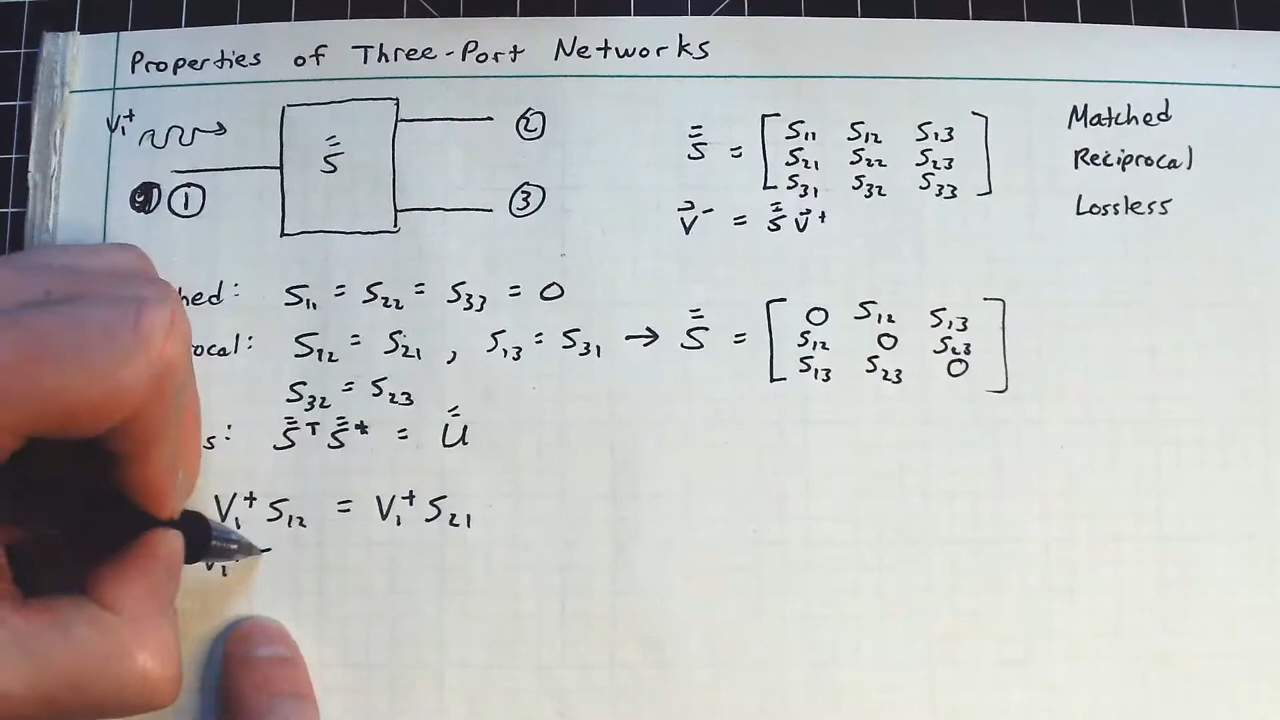 Properties of Three-Port Networks
V₁⁺
S̿
①
②
③
S̿ = [ S₁₁ S₁₂ S₁₃
S₂₁ S₂₂ S₂₃
S₃₁ S₃₂ S₃₃ ]
V⃗⁻ = S̿ V⃗⁺
Matched
Reciprocal
Lossless
hed: S₁₁ = S₂₂ = S₃₃ = 0
ocal: S₁₂ = S₂₁ , S₁₃ = S₃₁ → S̿ = [ 0 S₁₂ S₁₃
S₁₂ 0 S₂₃
S₁₃ S₂₃ 0 ]
S₃₂ = S₂₃
s: S̿ᵀ S̿* = U̿
V₁⁺ S₁₂ = V₁⁺ S₂₁
V₁